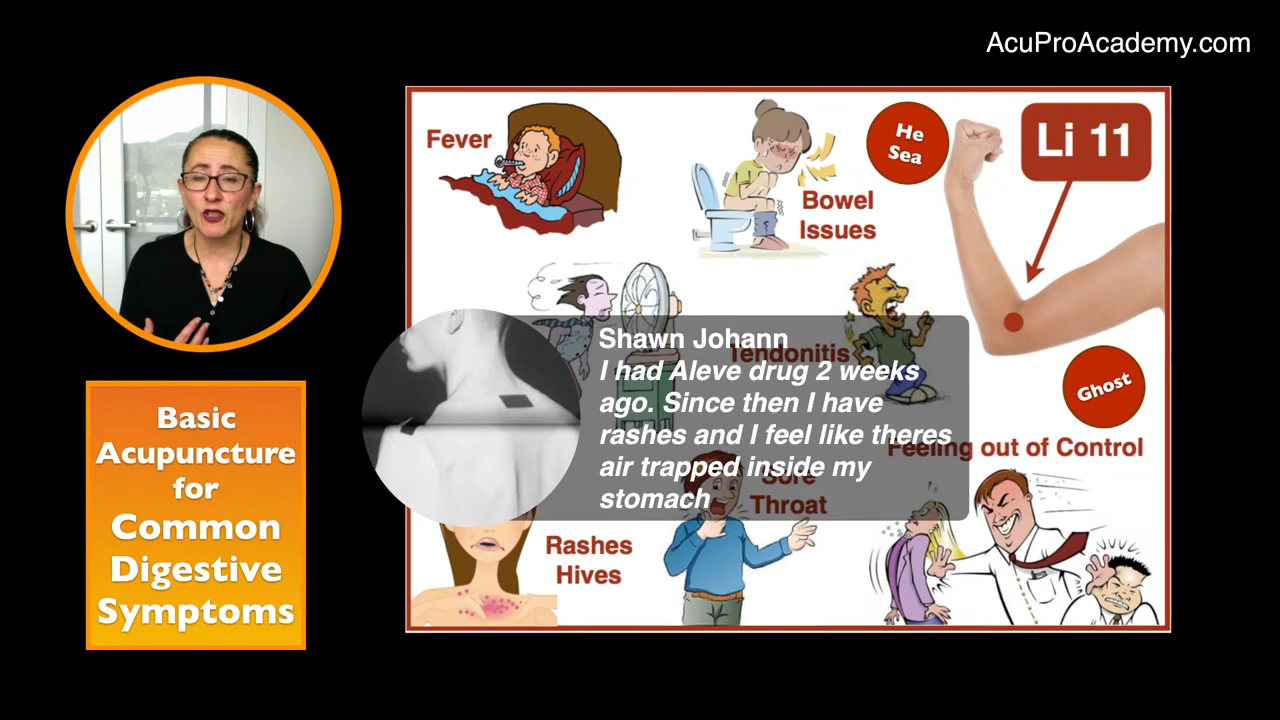 AcuProAcademy.com
Fever
Bowel
Issues
He
Sea
Li 11
Tendonitis
Ghost
Feeling out of Control
Sore
Throat
Rashes
Hives
Shawn Johann
I had Aleve drug 2 weeks
ago. Since then I have
rashes and I feel like theres
air trapped inside my
stomach
Basic
Acupuncture
for
Common
Digestive
Symptoms